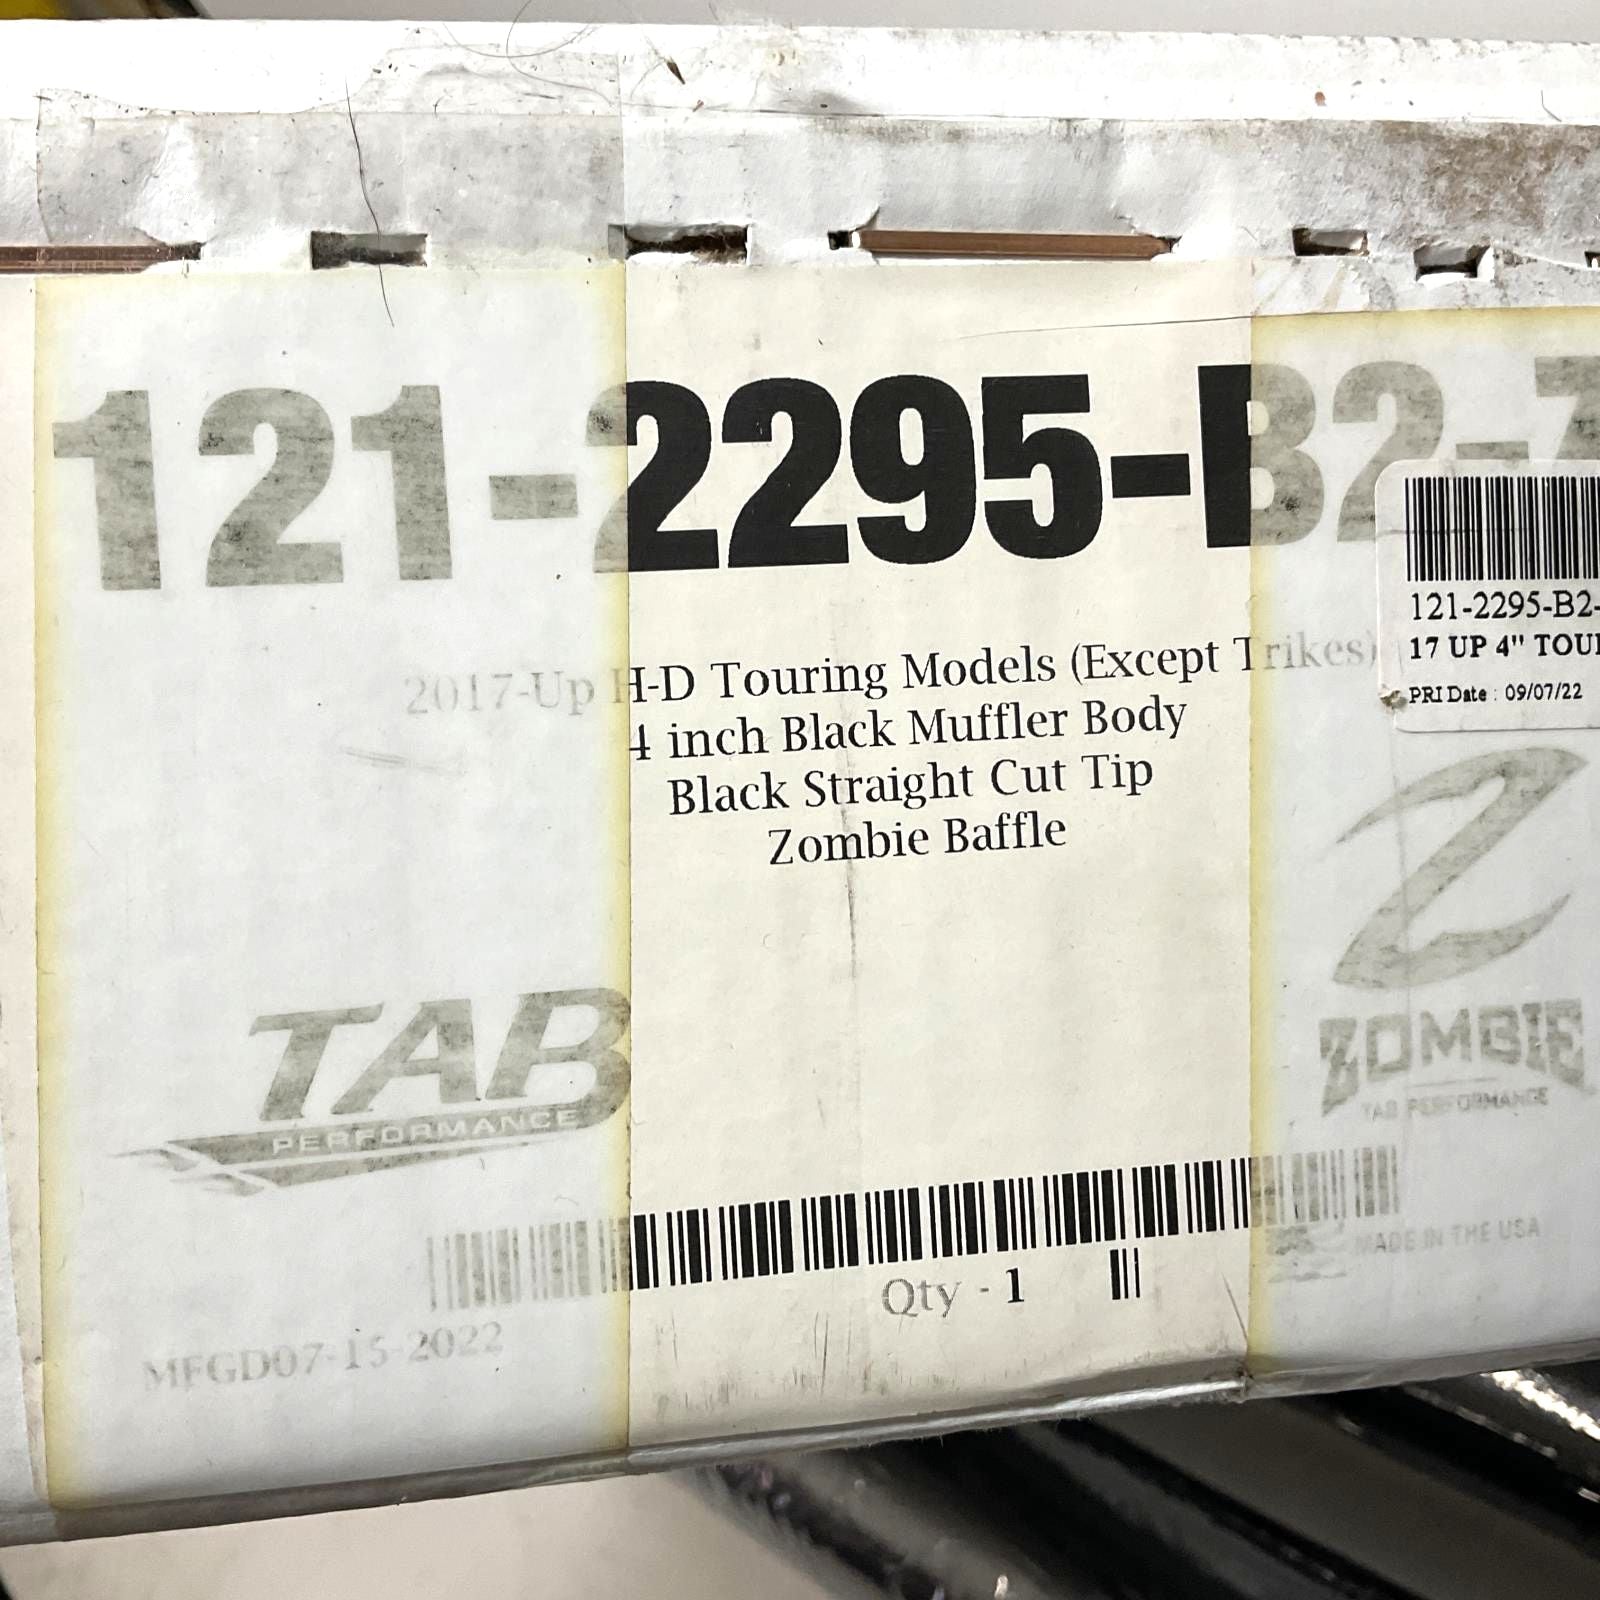 121-2295-B2-Z
2017-Up H-D Touring Models (Except Trikes)
4 inch Black Muffler Body
Black Straight Cut Tip
Zombie Baffle
121-2295-B2-
17 UP 4" TOUR
PRI Date : 09/07/22
TAB
PERFORMANCE
Z
ZOMBIE
TAB PERFORMANCE
MADE IN THE USA
Qty - 1
MFGD07-15-2022